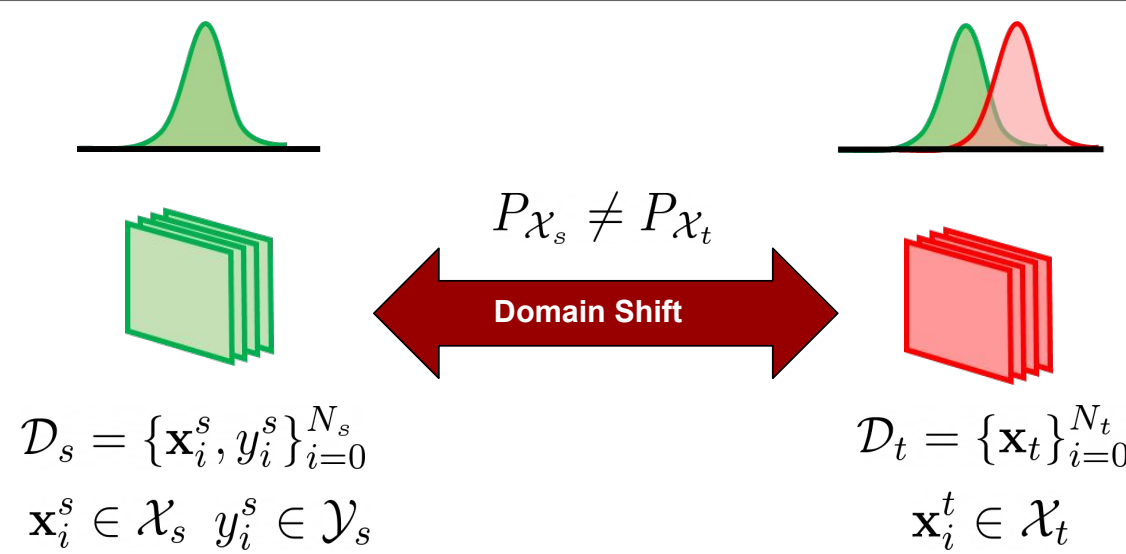 $P_{\mathcal{X}_s} \neq P_{\mathcal{X}_t}$
Domain Shift
$\mathcal{D}_s = \{\mathbf{x}_i^s, y_i^s\}_{i=0}^{N_s}$
$\mathbf{x}_i^s \in \mathcal{X}_s \;\; y_i^s \in \mathcal{Y}_s$
$\mathcal{D}_t = \{\mathbf{x}_t\}_{i=0}^{N_t}$
$\mathbf{x}_i^t \in \mathcal{X}_t$